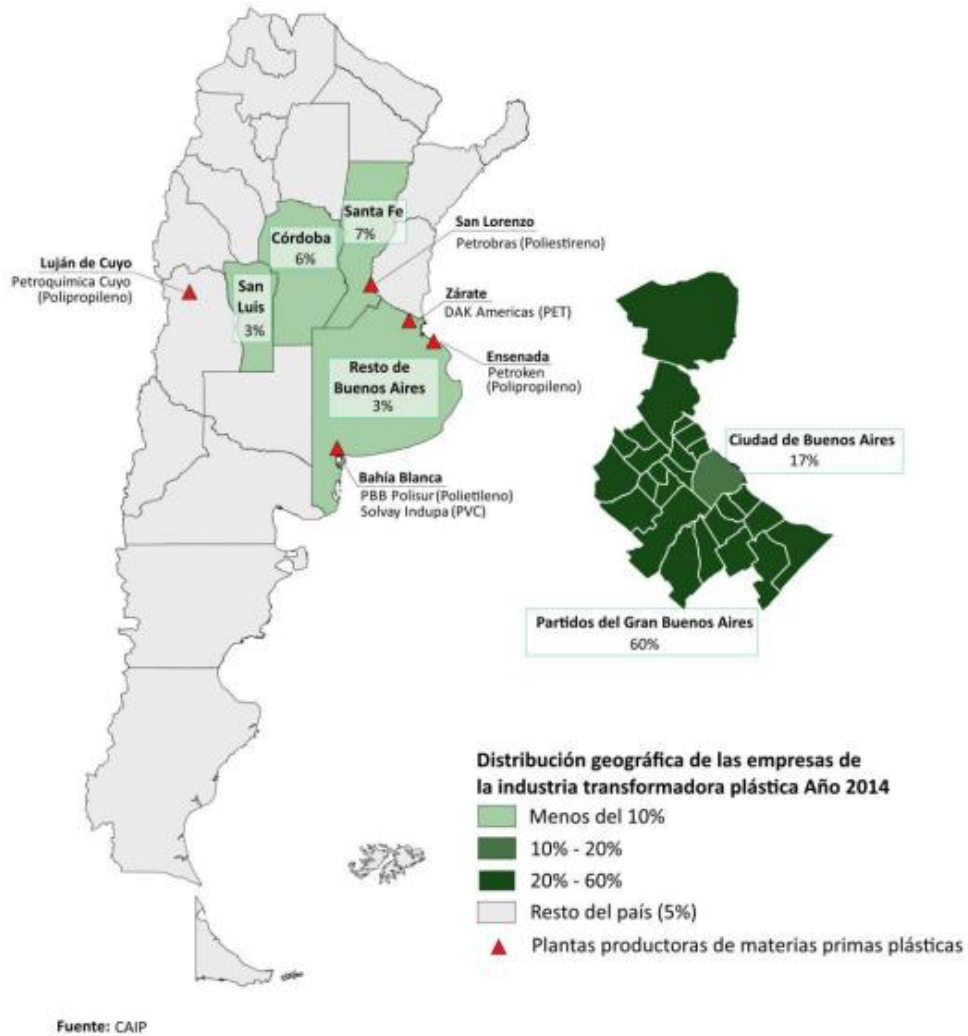 Santa Fe
7%
Córdoba
6%
San Lorenzo
Petrobras (Poliestireno)
Luján de Cuyo
Petroquímica Cuyo
(Polipropileno)
San
Luis
3%
Zárate
DAK Americas (PET)
Ensenada
Petroken
(Polipropileno)
Resto de
Buenos Aires
3%
Ciudad de Buenos Aires
17%
Bahía Blanca
PBB Polisur (Polietileno)
Solvay Indupa (PVC)
Partidos del Gran Buenos Aires
60%
Distribución geográfica de las empresas de
la industria transformadora plástica Año 2014
Menos del 10%
10% - 20%
20% - 60%
Resto del país (5%)
Plantas productoras de materias primas plásticas
Fuente: CAIP